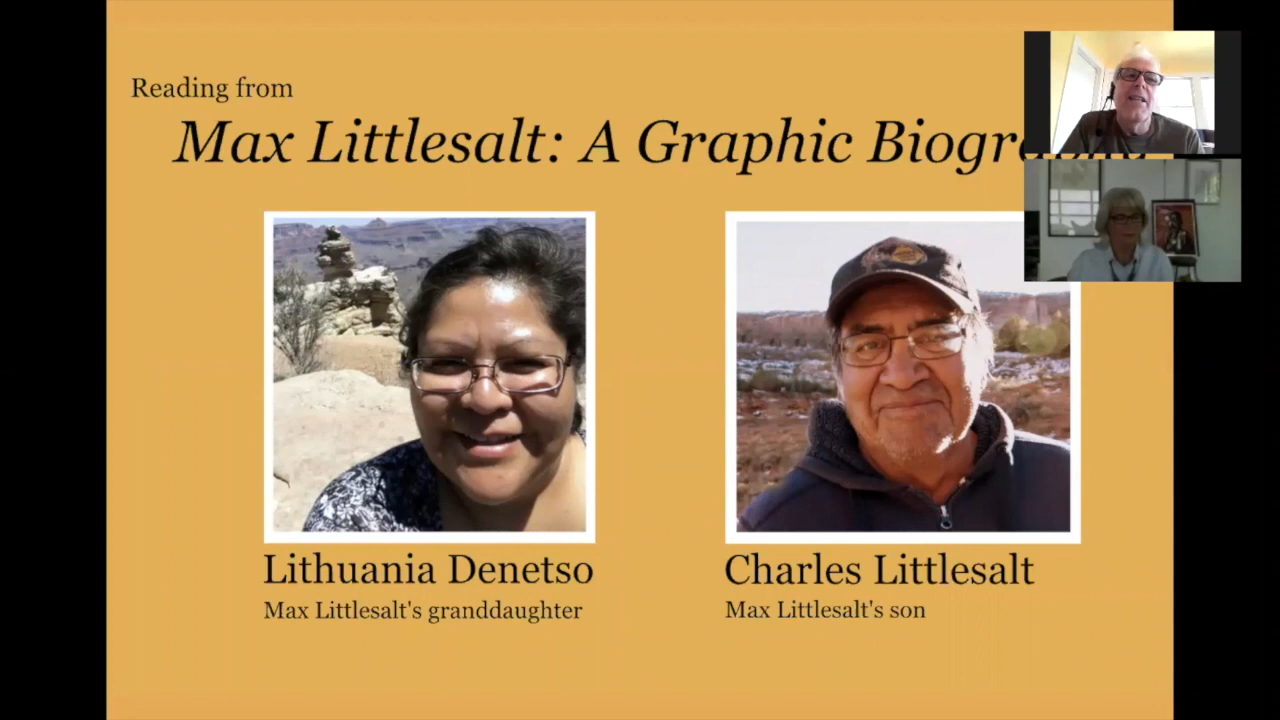 Reading from
Max Littlesalt: A Graphic
Lithuania Denetso
Charles Littlesalt
Max Littlesalt's granddaughter
Max Littlesalt's son